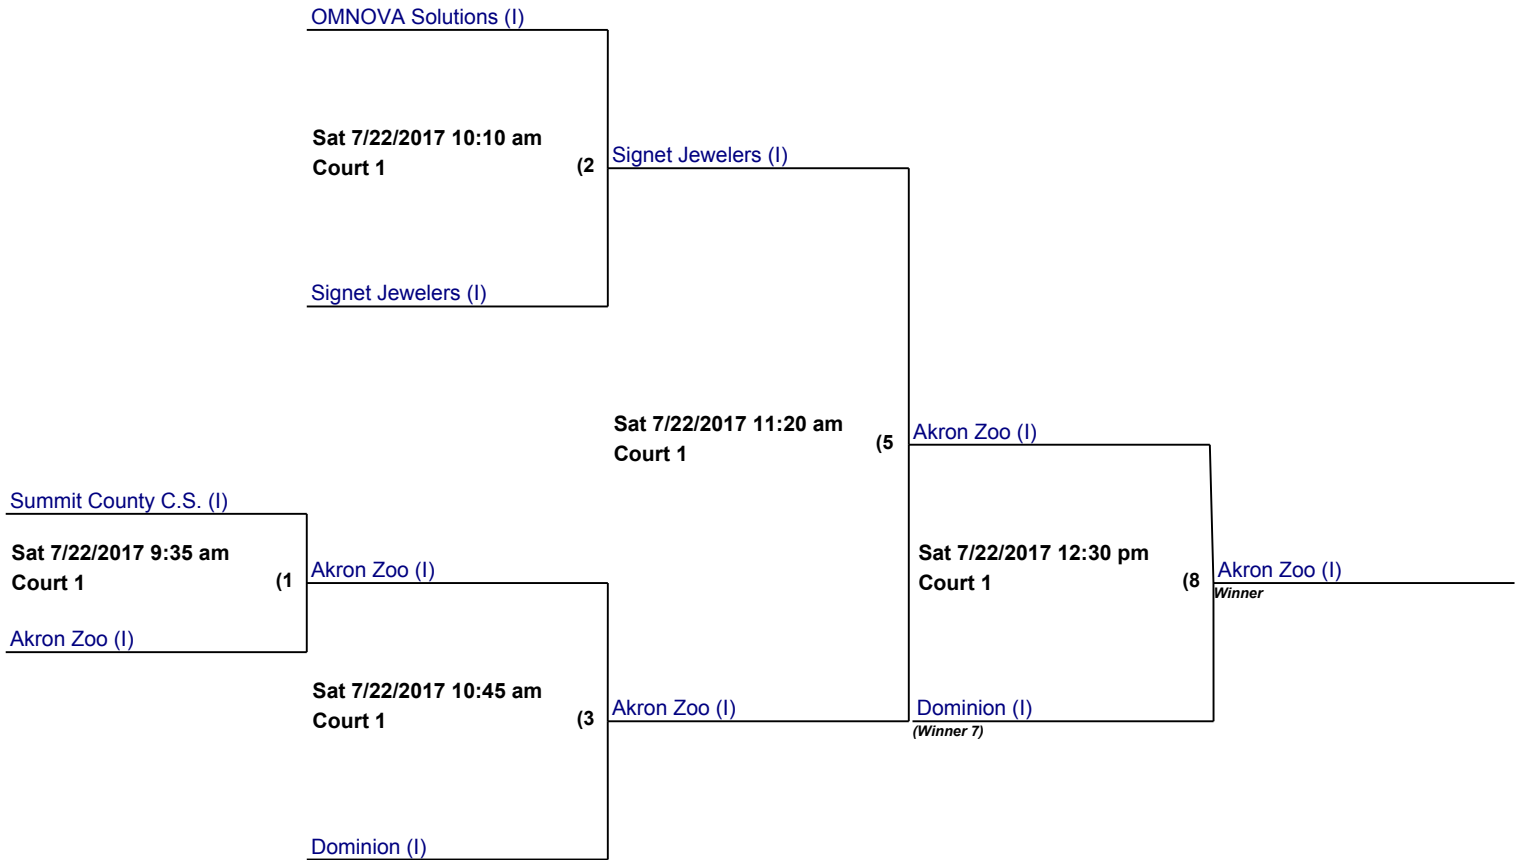 OMNOVA Solutions (I)
Sat 7/22/2017 10:10 am
Court 1
(2
Signet Jewelers (I)
Signet Jewelers (I)
Sat 7/22/2017 11:20 am
Court 1
(5
Akron Zoo (I)
Summit County C.S. (I)
Sat 7/22/2017 9:35 am
Court 1
(1
Akron Zoo (I)
Akron Zoo (I)
Sat 7/22/2017 10:45 am
Court 1
(3
Akron Zoo (I)
Dominion (I)
Sat 7/22/2017 12:30 pm
Court 1
(8
Akron Zoo (I)
Winner
Dominion (I)
(Winner 7)